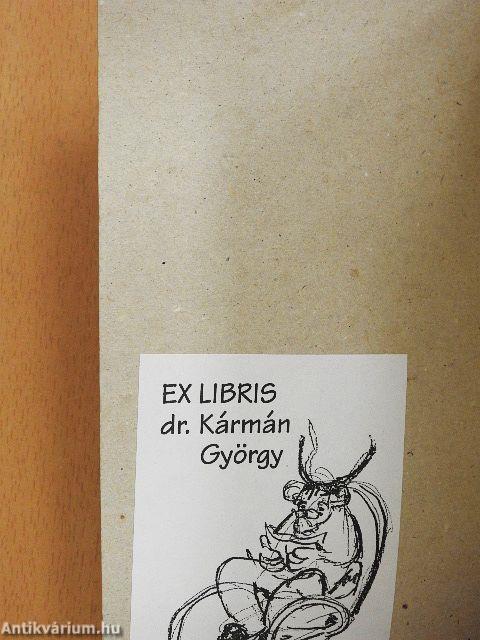 EX LIBRIS
dr. Kármán
György
Antikvárium.hu